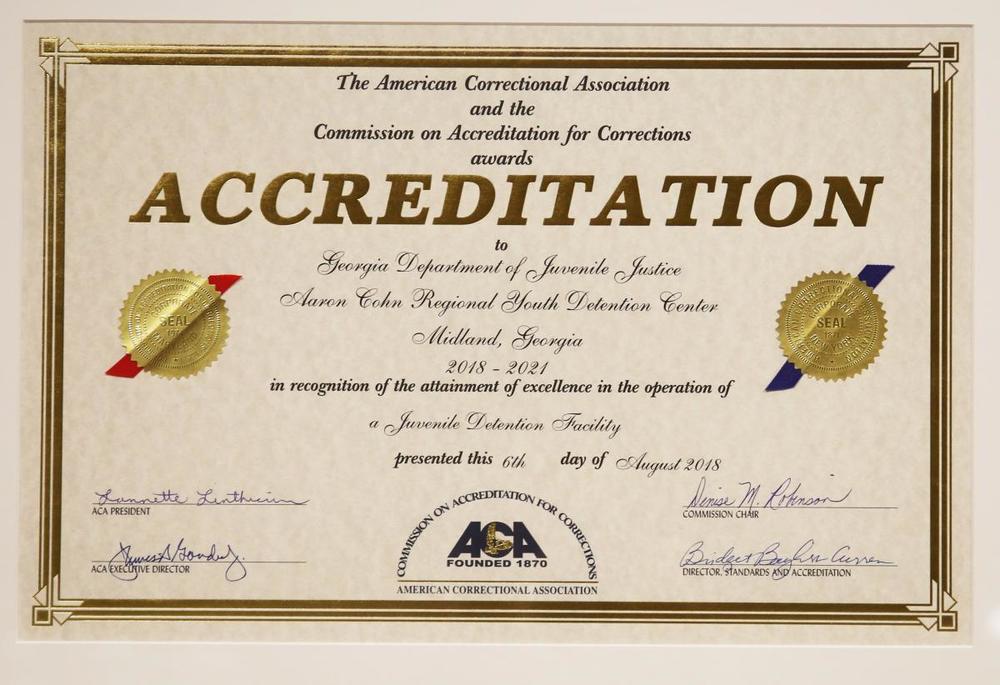 The American Correctional Association
and the
Commission on Accreditation for Corrections
awards
ACCREDITATION
to
Georgia Department of Juvenile Justice
Aaron Cohn Regional Youth Detention Center
Midland, Georgia
2018 - 2021
in recognition of the attainment of excellence in the operation of
a Juvenile Detention Facility
presented this 6th day of August 2018
SEAL
SEAL
ACA PRESIDENT
Denise M. Robinson
COMMISSION CHAIR
ACA EXECUTIVE DIRECTOR
DIRECTOR, STANDARDS AND ACCREDITATION
COMMISSION ON ACCREDITATION FOR CORRECTIONS
ACA
FOUNDED 1870
AMERICAN CORRECTIONAL ASSOCIATION